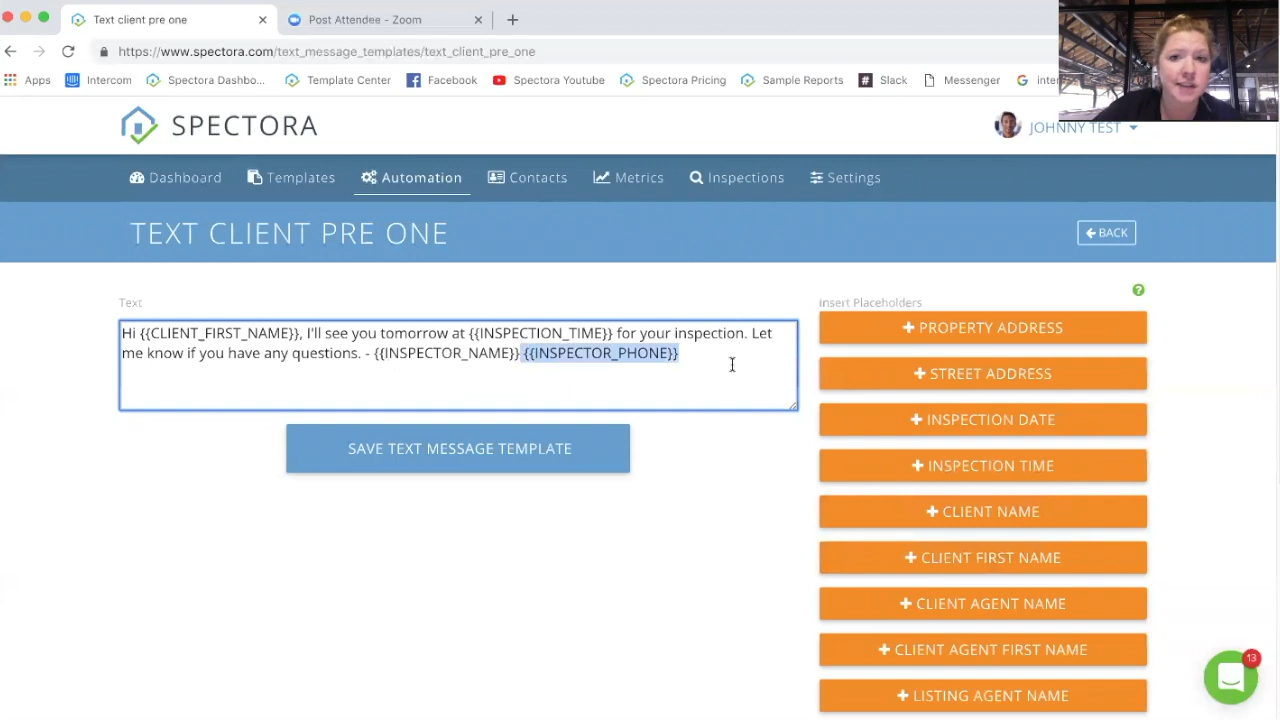 Text client pre one
Post Attendee - Zoom
https://www.spectora.com/text_message_templates/text_client_pre_one
Apps
Intercom
Spectora Dashbo...
Template Center
Facebook
Spectora Youtube
Spectora Pricing
Sample Reports
Slack
Messenger
SPECTORA
JOHNNY TEST
Dashboard
Templates
Automation
Contacts
Metrics
Inspections
Settings
TEXT CLIENT PRE ONE
BACK
Text
Hi {{CLIENT_FIRST_NAME}}, I'll see you tomorrow at {{INSPECTION_TIME}} for your inspection. Let
me know if you have any questions. - {{INSPECTOR_NAME}} {{INSPECTOR_PHONE}}
SAVE TEXT MESSAGE TEMPLATE
Insert Placeholders
+ PROPERTY ADDRESS
+ STREET ADDRESS
+ INSPECTION DATE
+ INSPECTION TIME
+ CLIENT NAME
+ CLIENT FIRST NAME
+ CLIENT AGENT NAME
+ CLIENT AGENT FIRST NAME
+ LISTING AGENT NAME
13